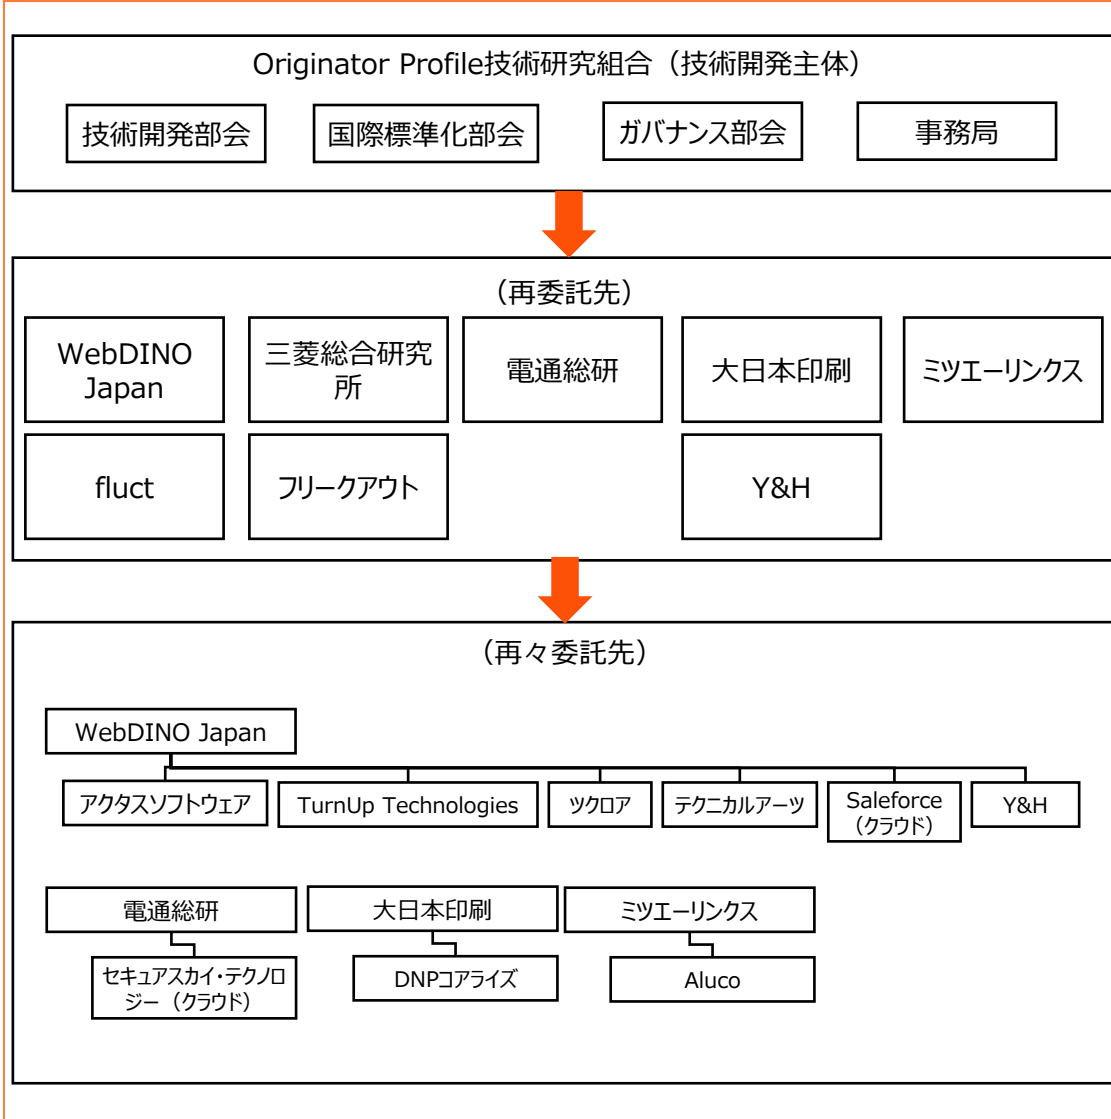 Originator Profile技術研究組合（技術開発主体）
技術開発部会
国際標準化部会
ガバナンス部会
事務局
（再委託先）
WebDINO
Japan
三菱総合研究
所
電通総研
大日本印刷
ミツエーリンクス
fluct
フリークアウト
Y&H
（再々委託先）
WebDINO Japan
アクタスソフトウェア
TurnUp Technologies
ツクロア
テクニカルアーツ
Saleforce
（クラウド）
Y&H
電通総研
大日本印刷
ミツエーリンクス
セキュアスカイ・テクノロ
ジー（クラウド）
DNPコアライズ
Aluco